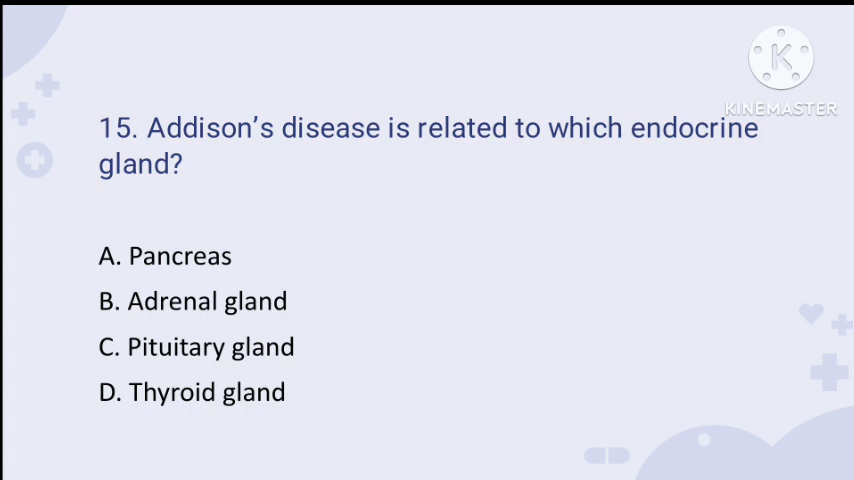 K
KINEMASTER
15. Addison’s disease is related to which endocrine
gland?
A. Pancreas
B. Adrenal gland
C. Pituitary gland
D. Thyroid gland